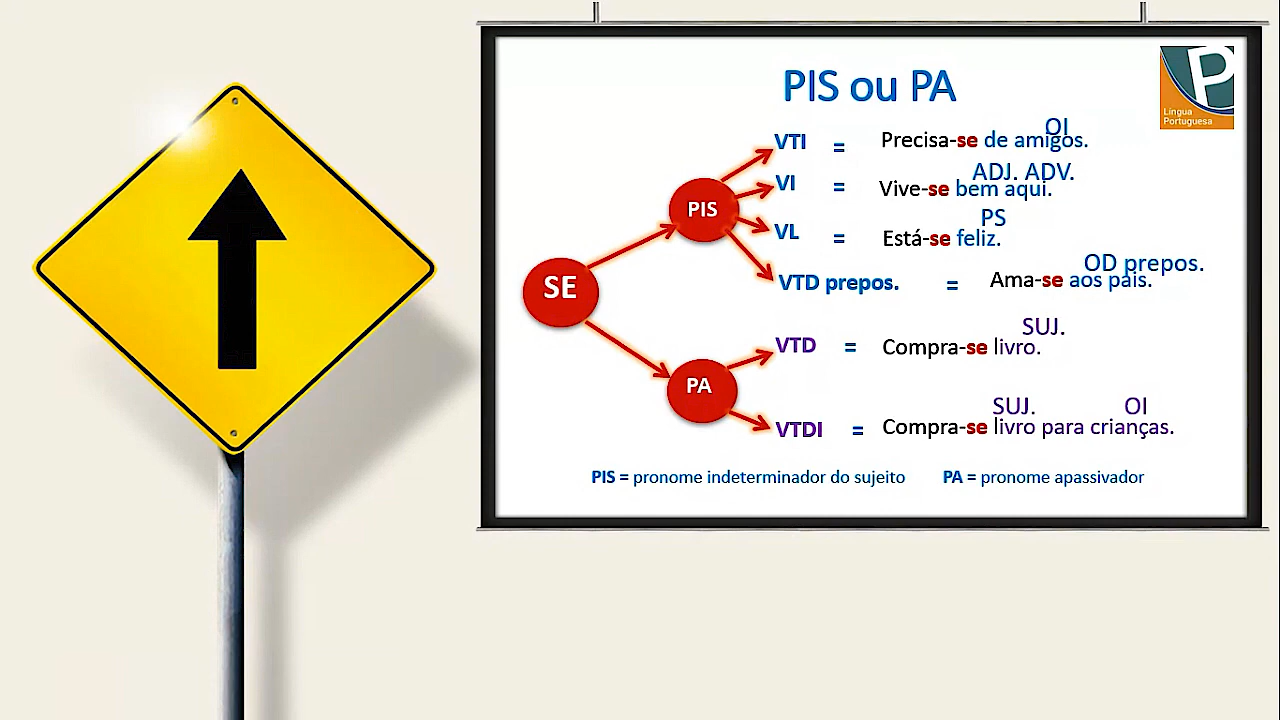 PIS ou PA
Língua
Portuguesa
OI
VTI = Precisa-se de amigos.
ADJ. ADV.
VI = Vive-se bem aqui.
PS
PIS
VL = Está-se feliz.
OD prepos.
VTD prepos. = Ama-se aos pais.
SE
SUJ.
VTD = Compra-se livro.
PA
SUJ. OI
VTDI = Compra-se livro para crianças.
PIS = pronome indeterminador do sujeito PA = pronome apassivador